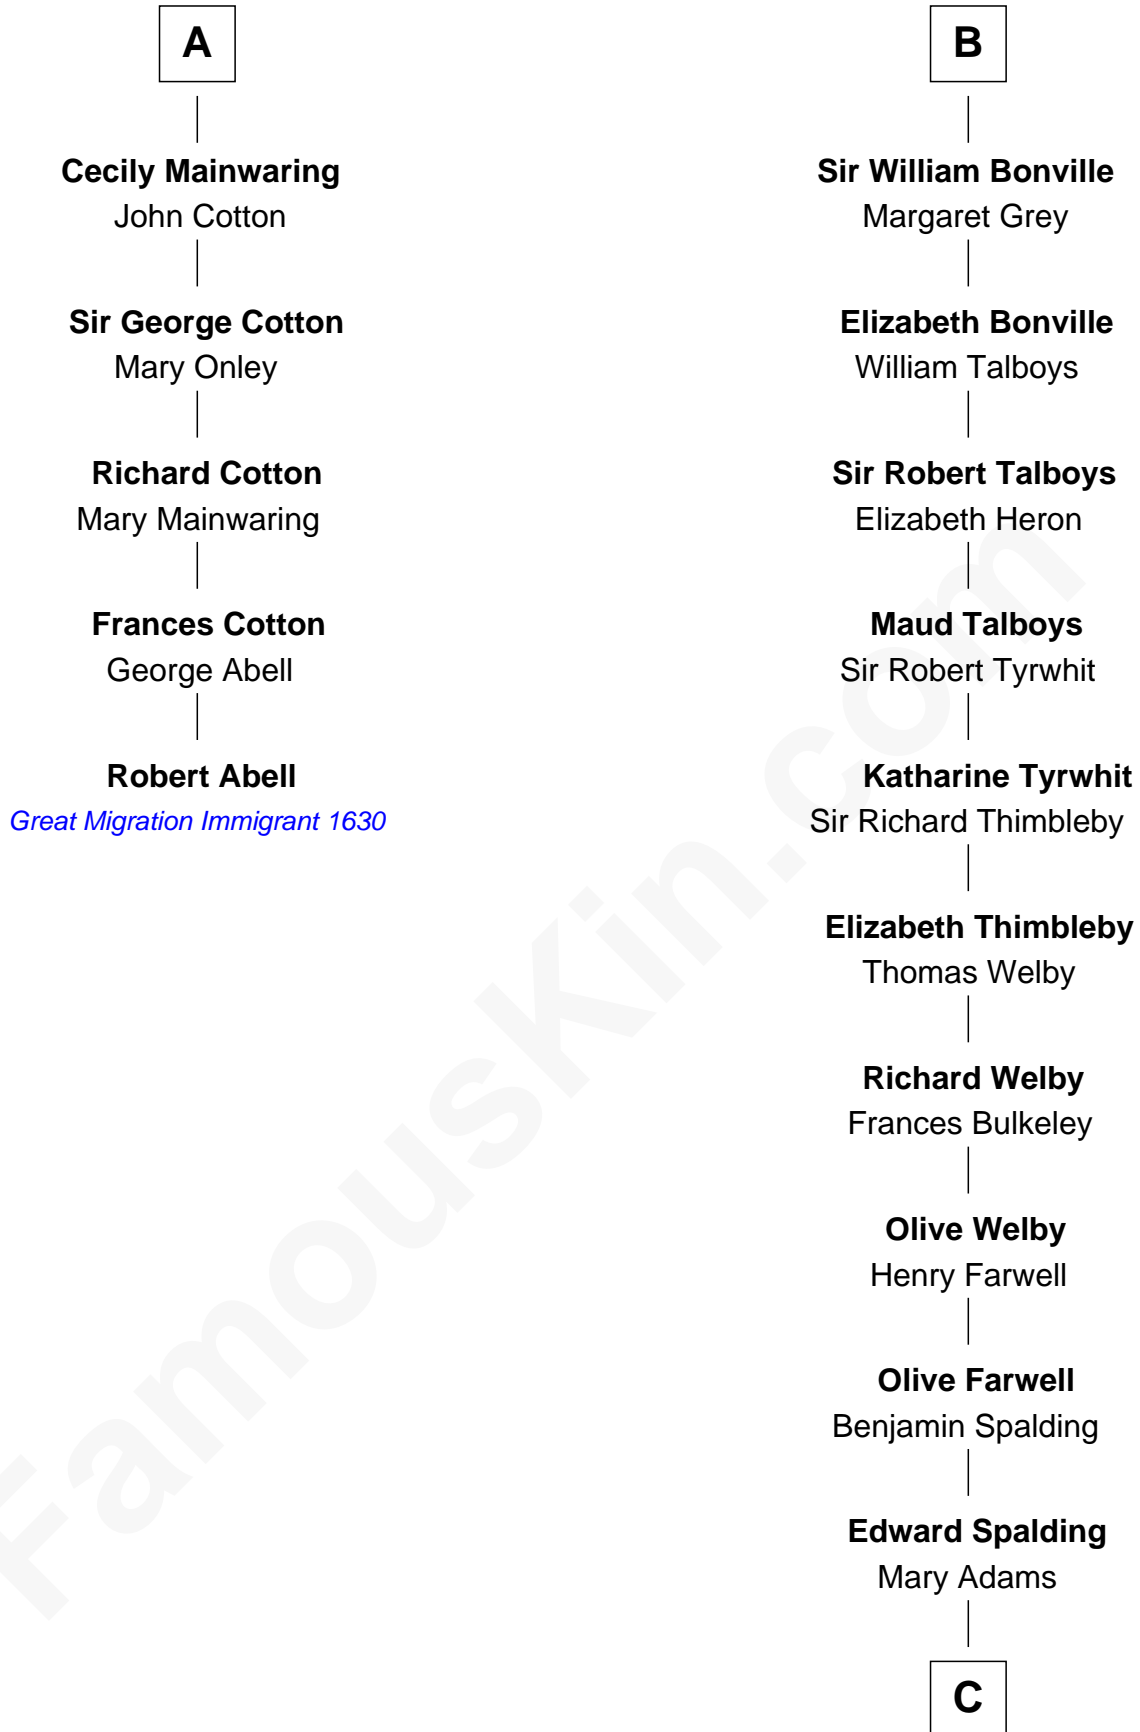 A
Cecily Mainwaring
John Cotton
Sir George Cotton
Mary Onley
Richard Cotton
Mary Mainwaring
Frances Cotton
George Abell
Robert Abell
Great Migration Immigrant 1630
B
Sir William Bonville
Margaret Grey
Elizabeth Bonville
William Talboys
Sir Robert Talboys
Elizabeth Heron
Maud Talboys
Sir Robert Tyrwhit
Katharine Tyrwhit
Sir Richard Thimbleby
Elizabeth Thimbleby
Thomas Welby
Richard Welby
Frances Bulkeley
Olive Welby
Henry Farwell
Olive Farwell
Benjamin Spalding
Edward Spalding
Mary Adams
C
FamousKin.com